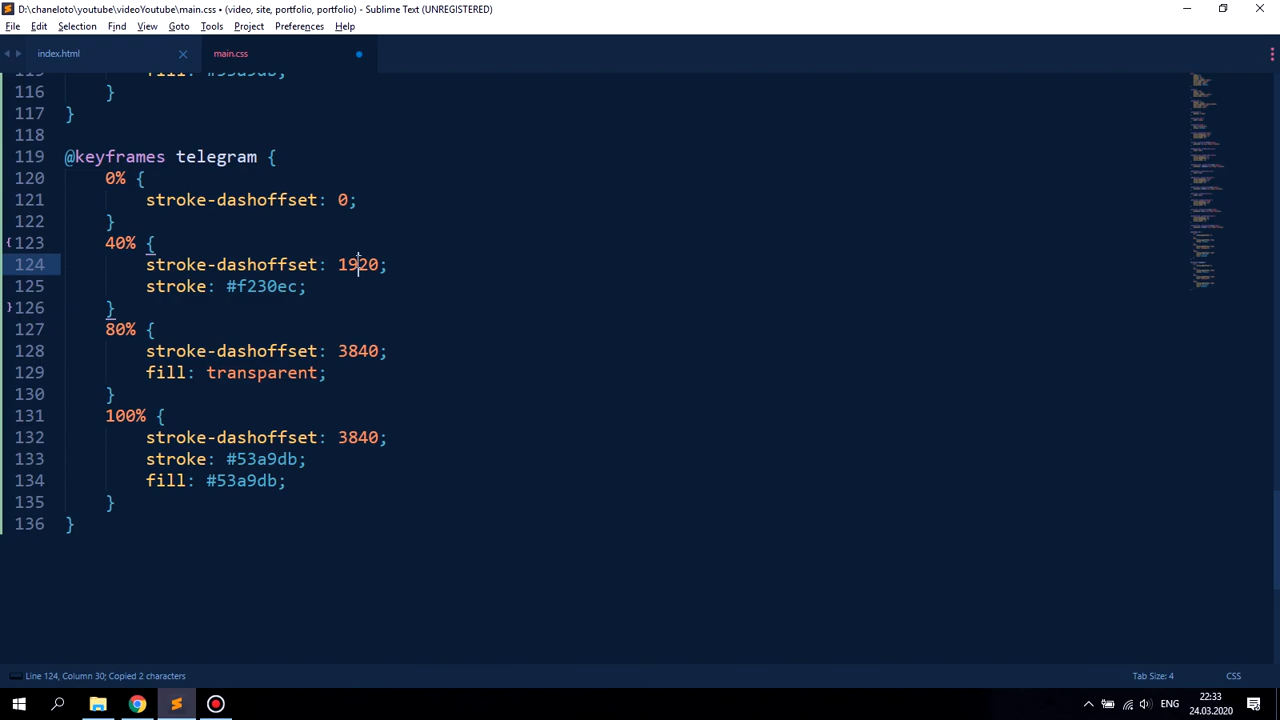 D:\chaneloto\youtube\videoYoutube\main.css • (video, site, portfolio, portfolio) - Sublime Text (UNREGISTERED)
File Edit Selection Find View Goto Tools Project Preferences Help
index.html main.css
115 fill: #53a9db;
116 }
117 }
118
119 @keyframes telegram {
120 0% {
121 stroke-dashoffset: 0;
122 }
123 40% {
124 stroke-dashoffset: 1920;
125 stroke: #f230ec;
126 }
127 80% {
128 stroke-dashoffset: 3840;
129 fill: transparent;
130 }
131 100% {
132 stroke-dashoffset: 3840;
133 stroke: #53a9db;
134 fill: #53a9db;
135 }
136 }
Line 124, Column 30; Copied 2 characters Tab Size: 4 CSS
ENG 22:33
24.03.2020